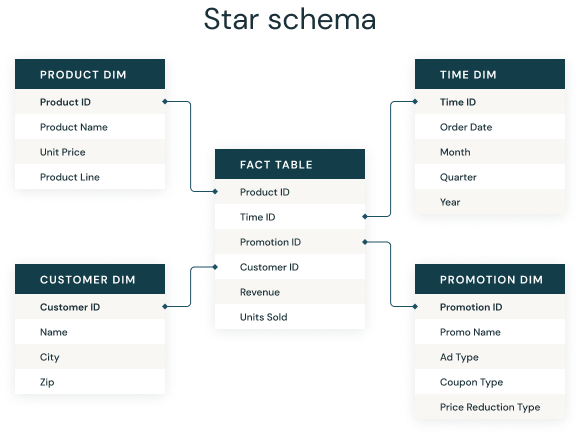 Star schema
PRODUCT DIM
Product ID
Product Name
Unit Price
Product Line
TIME DIM
Time ID
Order Date
Month
Quarter
Year
FACT TABLE
Product ID
Time ID
Promotion ID
Customer ID
Revenue
Units Sold
CUSTOMER DIM
Customer ID
Name
City
Zip
PROMOTION DIM
Promotion ID
Promo Name
Ad Type
Coupon Type
Price Reduction Type